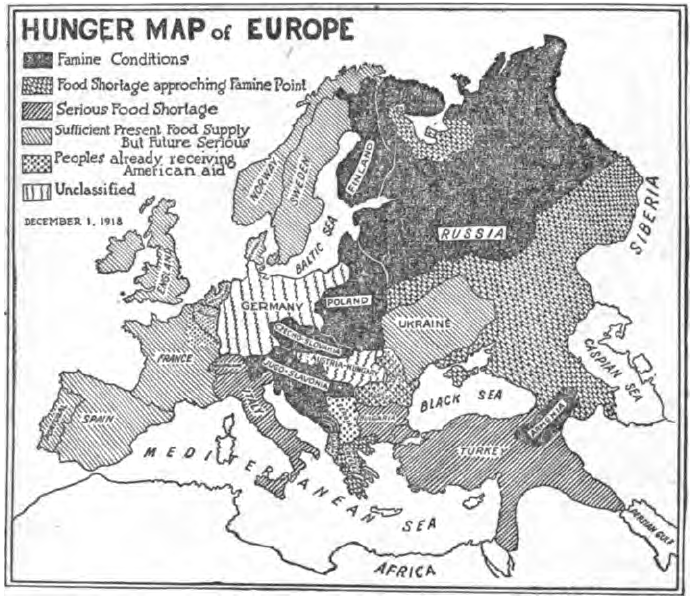 HUNGER MAP of EUROPE
Famine Conditions
Food Shortage approching Famine Point
Serious Food Shortage
Sufficient Present Food Supply
But Future Serious
Peoples already receiving
American aid
Unclassified
DECEMBER 1, 1918
NORWAY
SWEDEN
FINLAND
BALTIC SEA
RUSSIA
SIBERIA
ENGLAND
GERMANY
POLAND
UKRAINE
CZECHO-SLOVAKIA
AUSTRIA-HUNGARY
JUGO-SLAVONIA
FRANCE
ITALY
SPAIN
PORTUGAL
BLACK SEA
CASPIAN SEA
ARMENIA
TURKEY
MEDITERRANEAN SEA
PERSIAN GULF
AFRICA